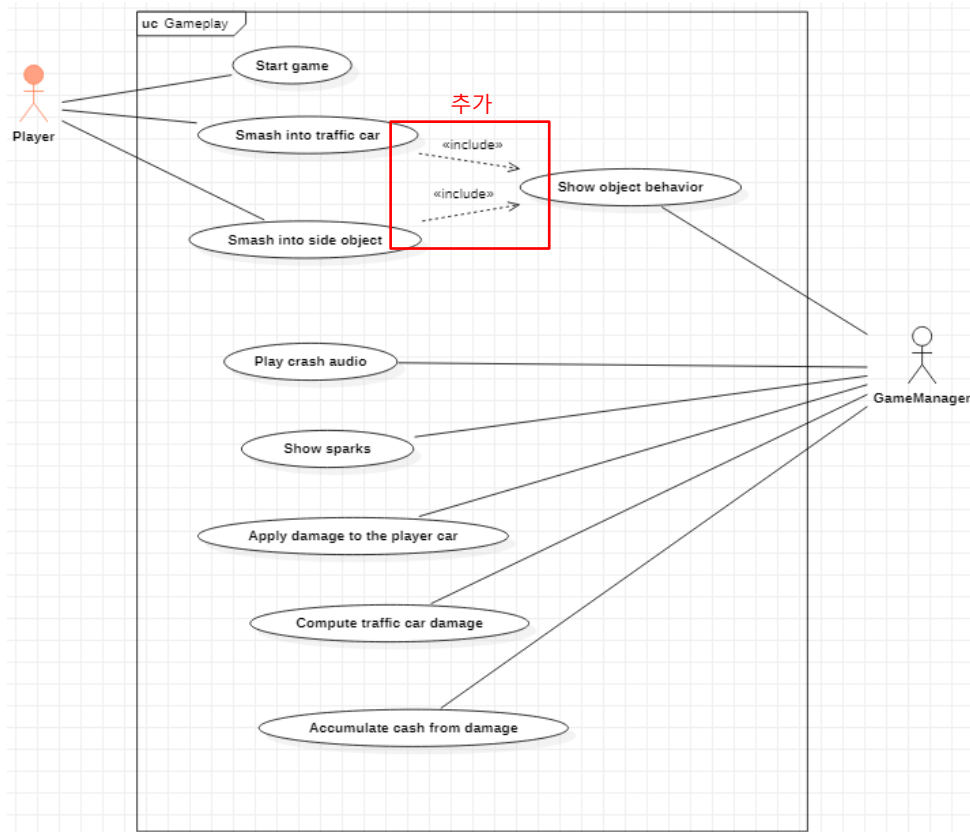 uc Gameplay
Start game
Player
추가
Smash into traffic car
«include»
Show object behavior
«include»
Smash into side object
Play crash audio
GameManager
Show sparks
Apply damage to the player car
Compute traffic car damage
Accumulate cash from damage